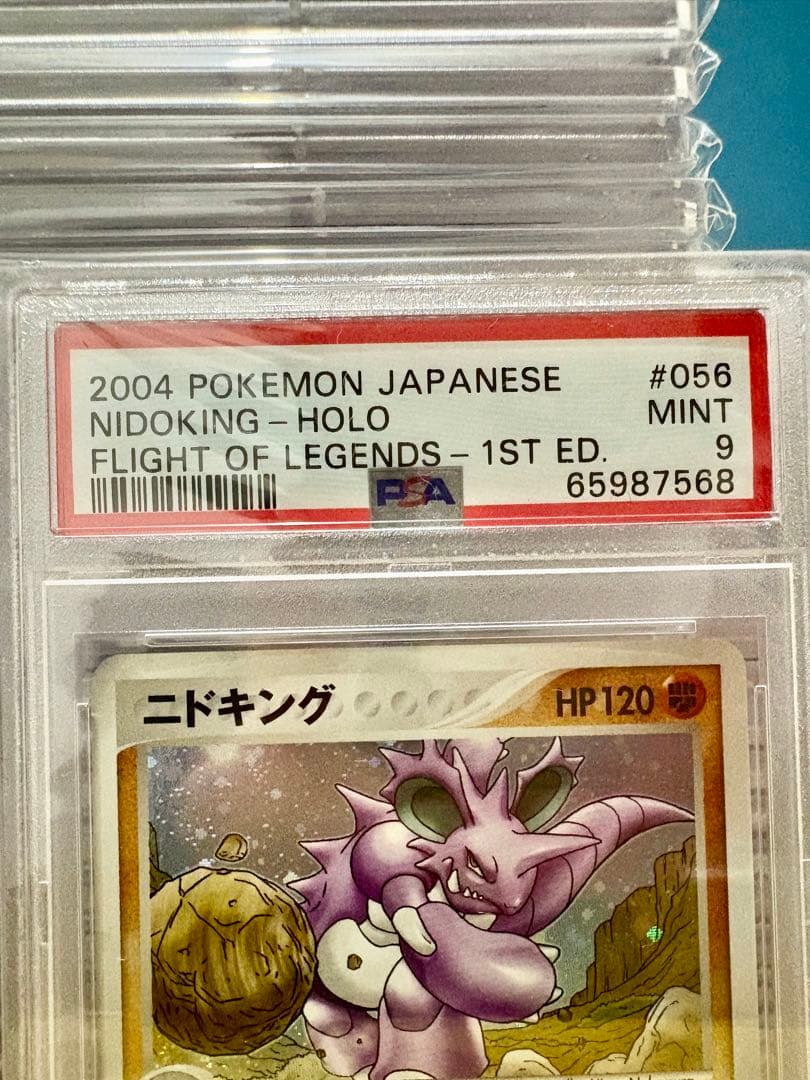 2004 POKEMON JAPANESE #056
NIDOKING – HOLO MINT
FLIGHT OF LEGENDS – 1ST ED. 9
PSA 65987568
ニドキング HP120